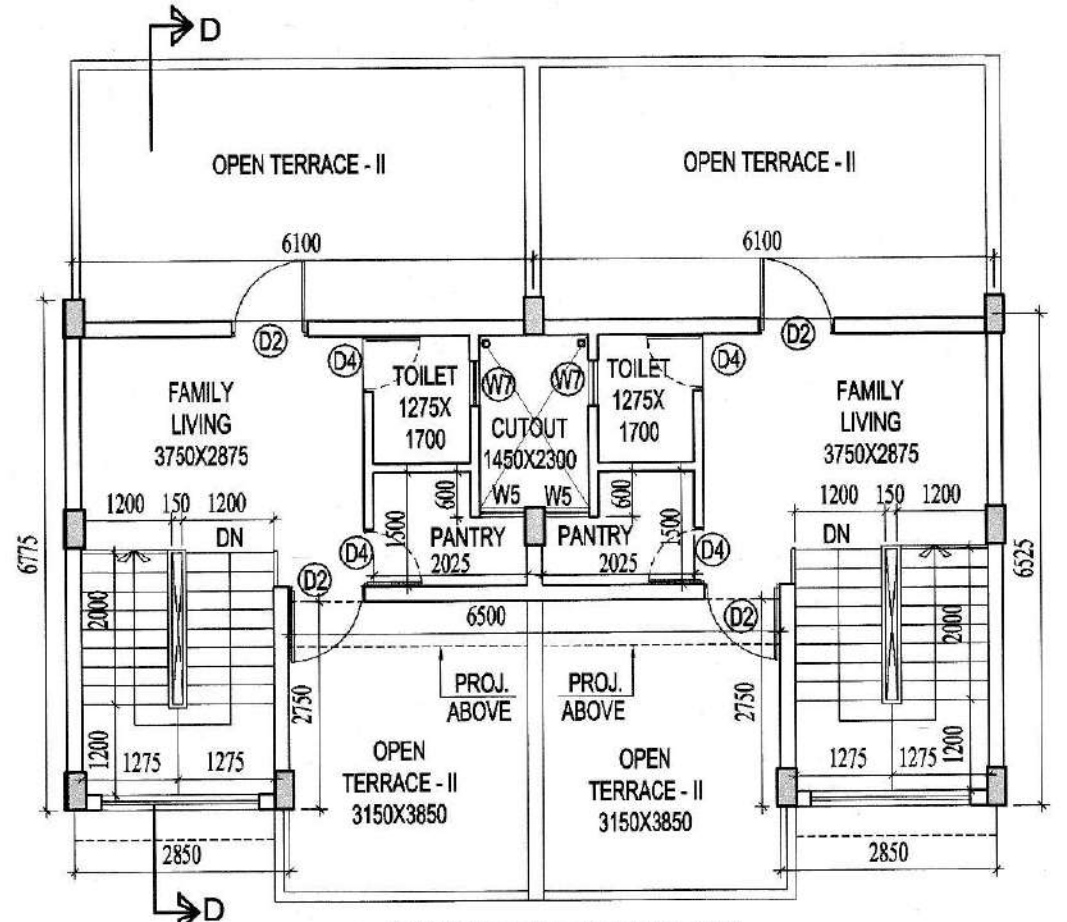 D
OPEN TERRACE - II
OPEN TERRACE - II
6100
6100
D2
D2
D4
D4
TOILET
1275X
1700
W7
W7
TOILET
1275X
1700
FAMILY
LIVING
3750X2875
FAMILY
LIVING
3750X2875
CUTOUT
1450X2300
W5
W5
600
600
1200
150
1200
1200
150
1200
DN
DN
1500
1500
PANTRY
PANTRY
2025
2025
D4
D4
D2
D2
6775
6525
2000
2000
6500
PROJ.
ABOVE
PROJ.
ABOVE
2750
2750
1200
1200
1275
1275
1275
1275
OPEN
TERRACE - II
3150X3850
OPEN
TERRACE - II
3150X3850
2850
2850
D